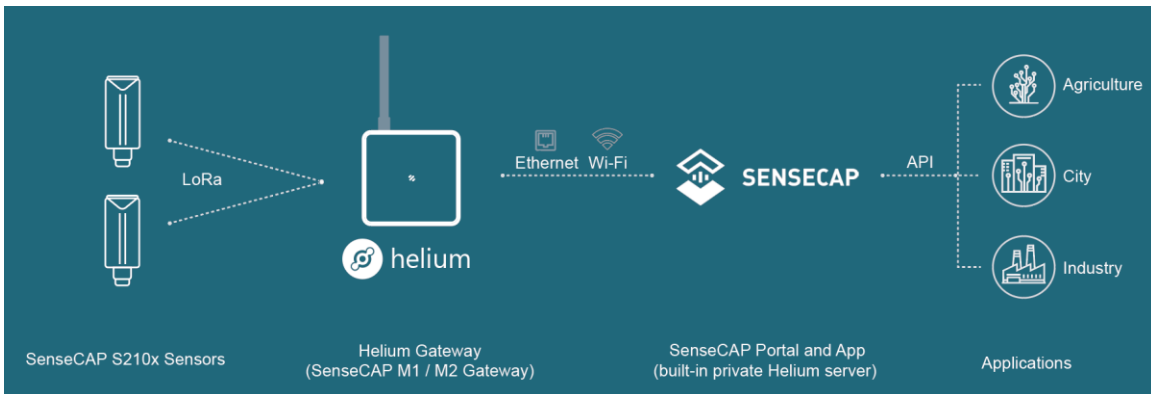 LoRa
helium
Ethernet Wi-Fi
SENSECAP
API
Agriculture
City
Industry
SenseCAP S210x Sensors
Helium Gateway
(SenseCAP M1 / M2 Gateway)
SenseCAP Portal and App
(built-in private Helium server)
Applications